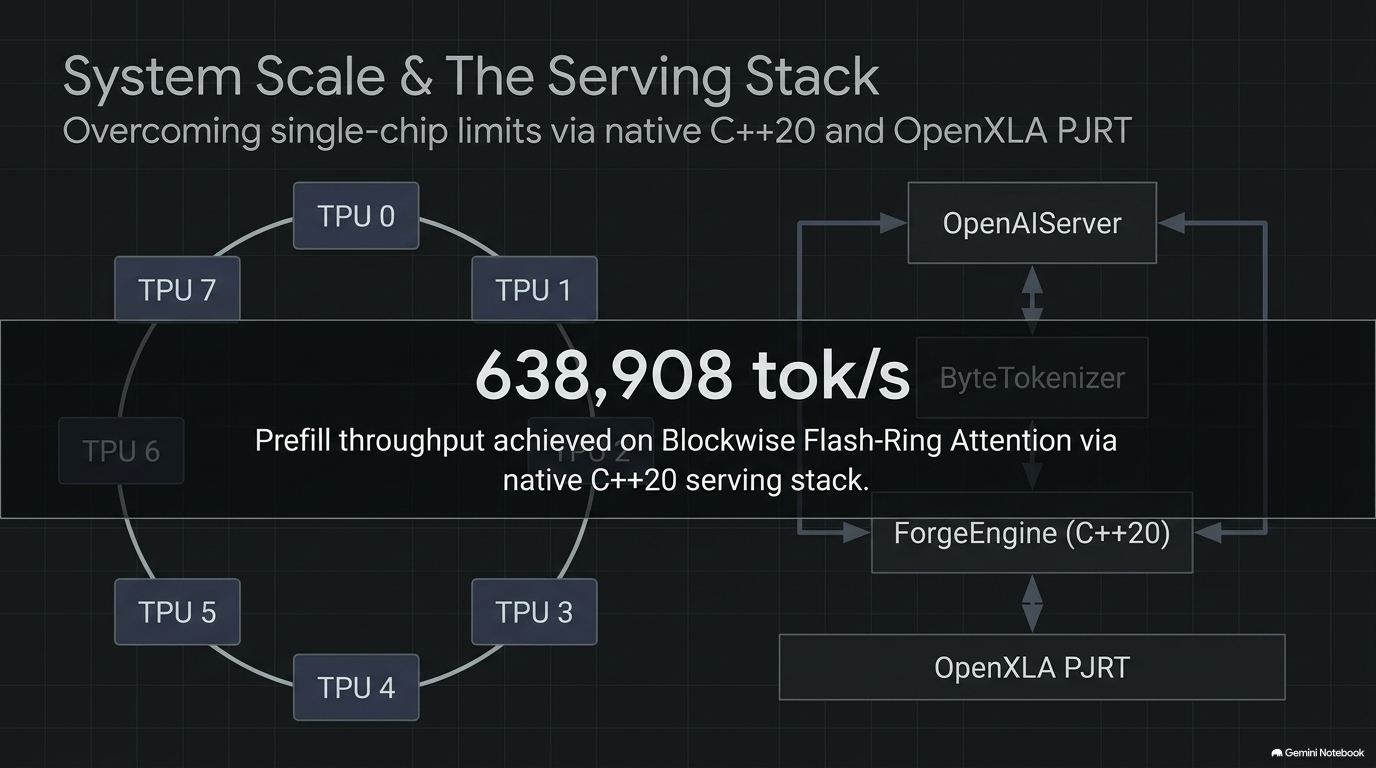 System Scale & The Serving Stack
Overcoming single-chip limits via native C++20 and OpenXLA PJRT
TPU 0
TPU 7
TPU 1
TPU 6
TPU 2
TPU 5
TPU 3
TPU 4
638,908 tok/s
Prefill throughput achieved on Blockwise Flash-Ring Attention via
native C++20 serving stack.
OpenAIServer
ByteTokenizer
ForgeEngine (C++20)
OpenXLA PJRT
Gemini Notebook